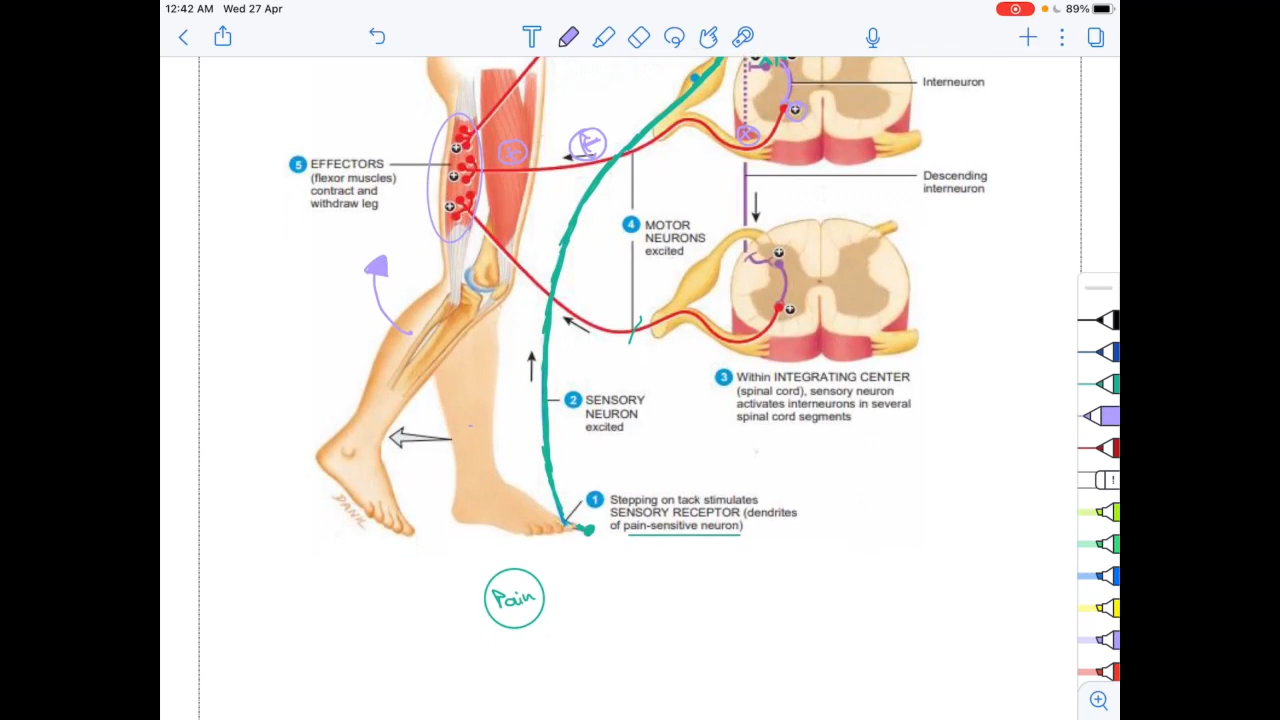 12:42 AM Wed 27 Apr
89%
Interneuron
5 EFFECTORS
(flexor muscles)
contract and
withdraw leg
Descending
interneuron
4 MOTOR
NEURONS
excited
3 Within INTEGRATING CENTER
(spinal cord), sensory neuron
activates interneurons in several
spinal cord segments
2 SENSORY
NEURON
excited
1 Stepping on tack stimulates
SENSORY RECEPTOR (dendrites
of pain-sensitive neuron)
Pain